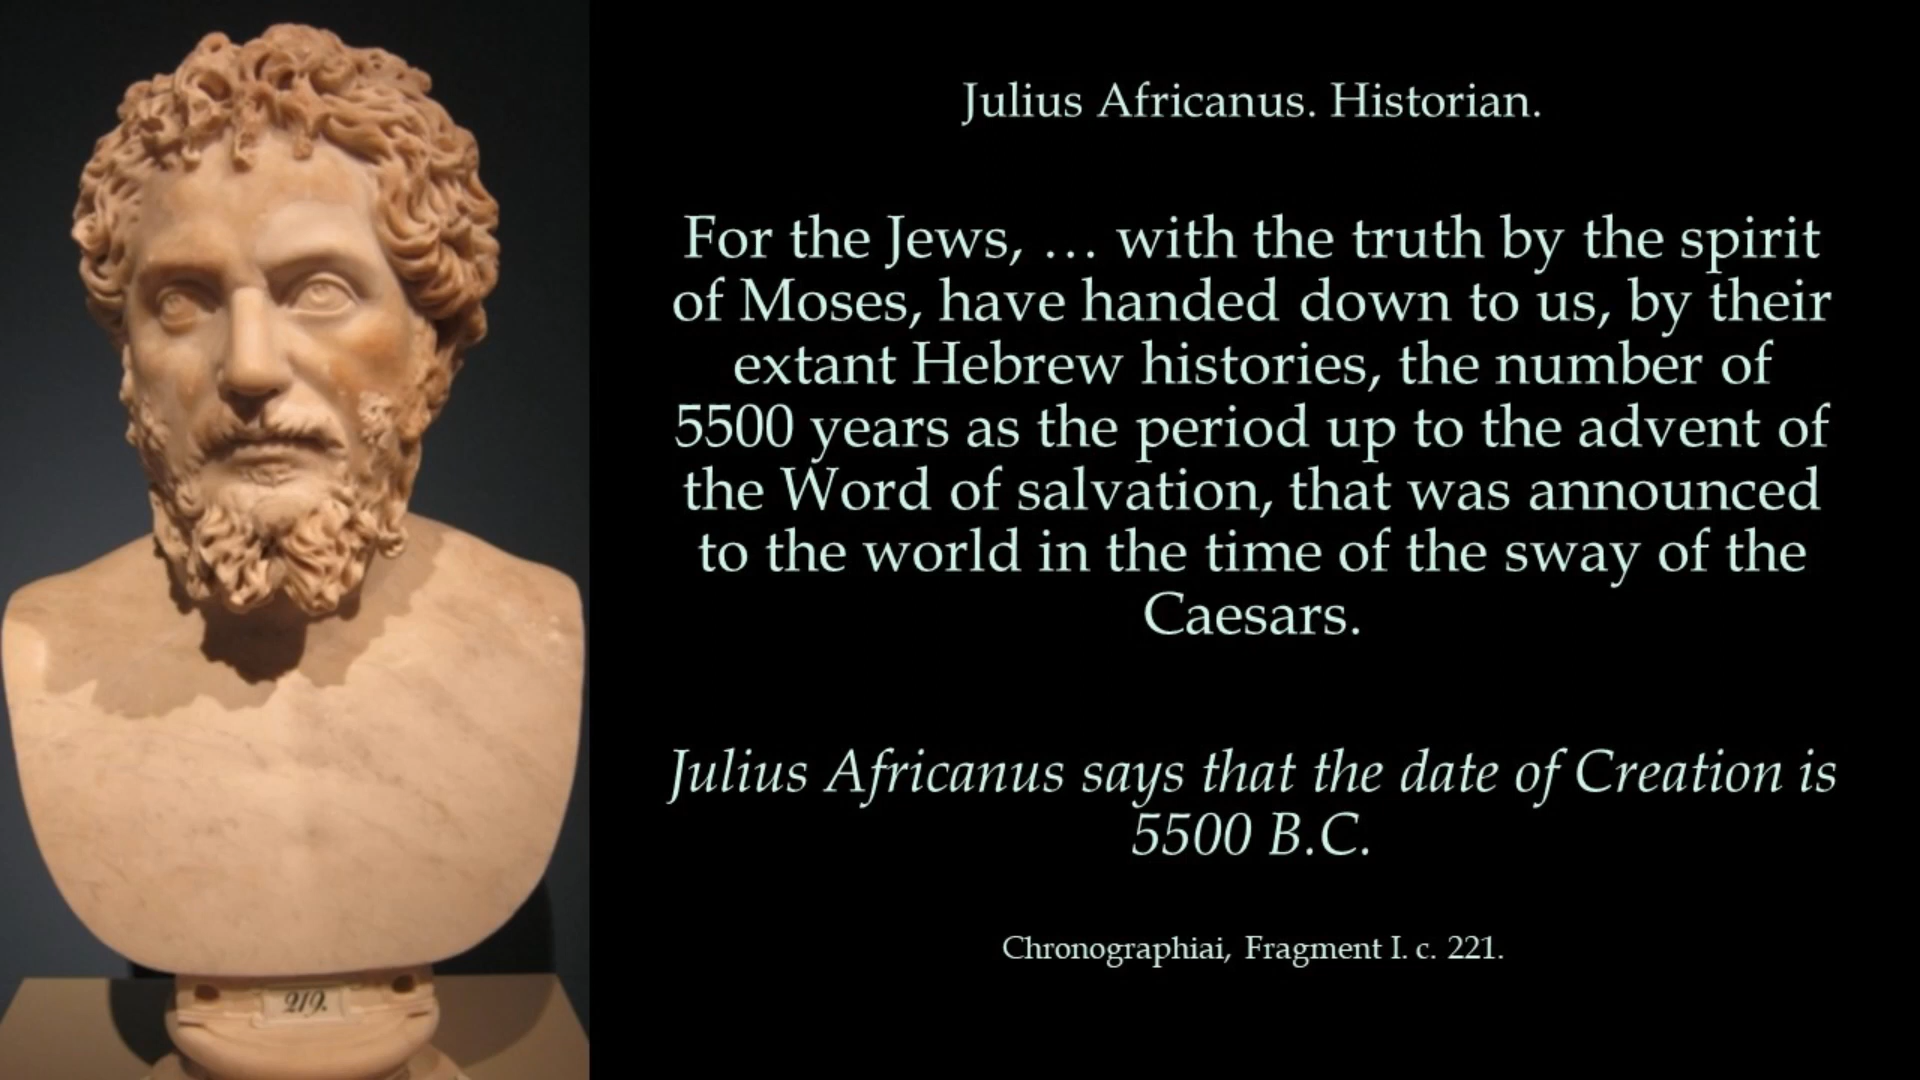 Julius Africanus. Historian.
For the Jews, … with the truth by the spirit
of Moses, have handed down to us, by their
extant Hebrew histories, the number of
5500 years as the period up to the advent of
the Word of salvation, that was announced
to the world in the time of the sway of the
Caesars.
Julius Africanus says that the date of Creation is
5500 B.C.
Chronographiai, Fragment I. c. 221.
219.